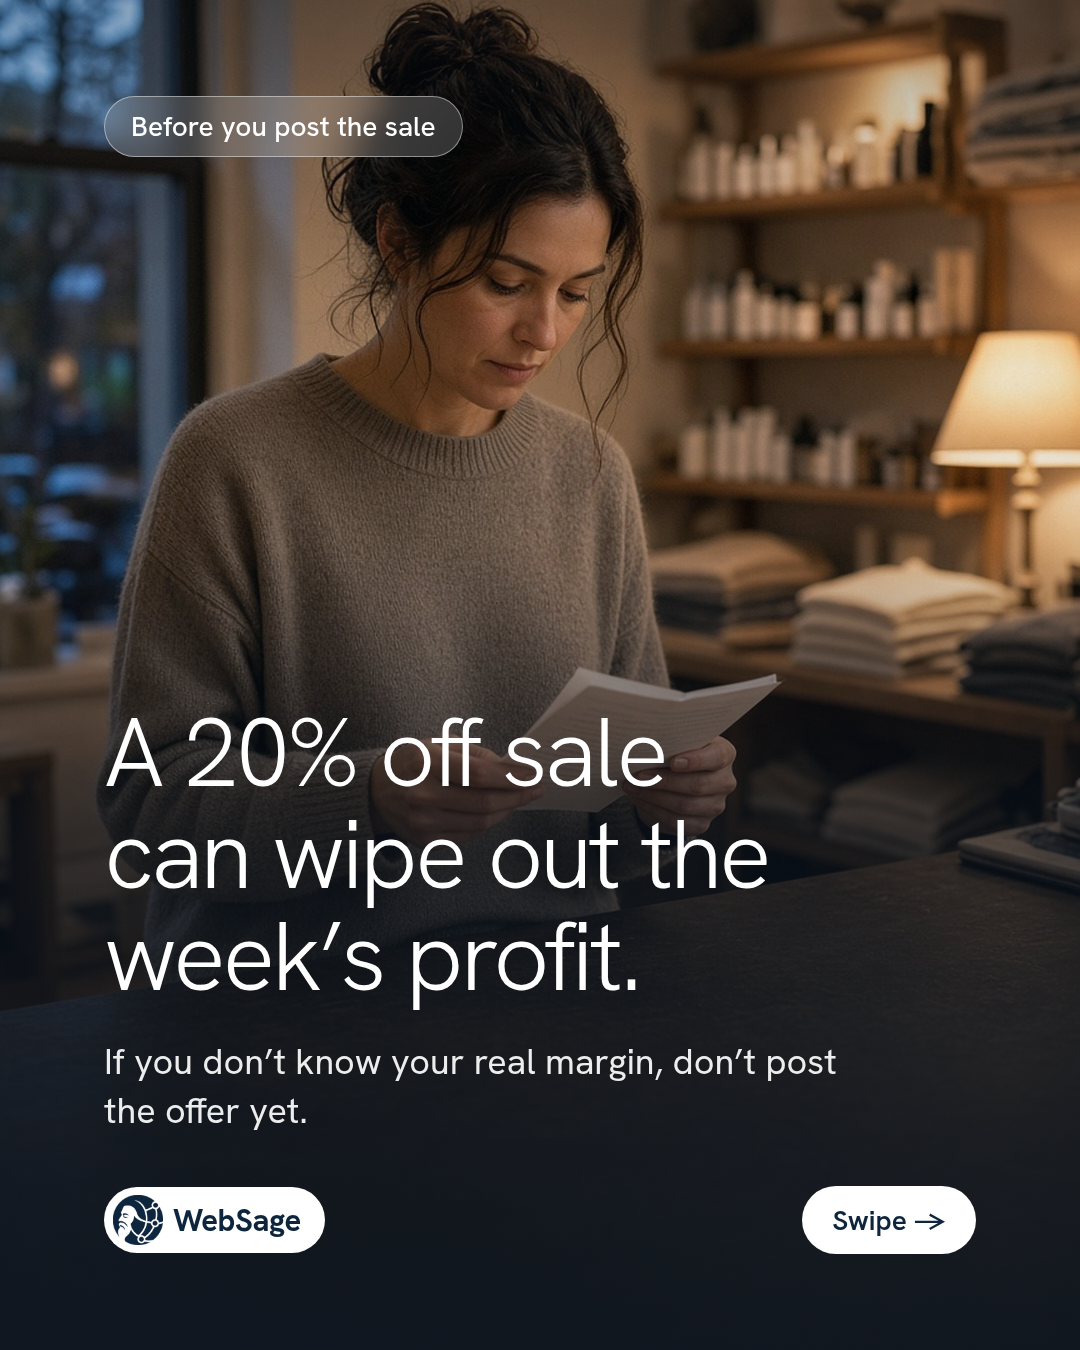 Before you post the sale
A 20% off sale
can wipe out the
week’s profit.
If you don’t know your real margin, don’t post
the offer yet.
WebSage
Swipe →